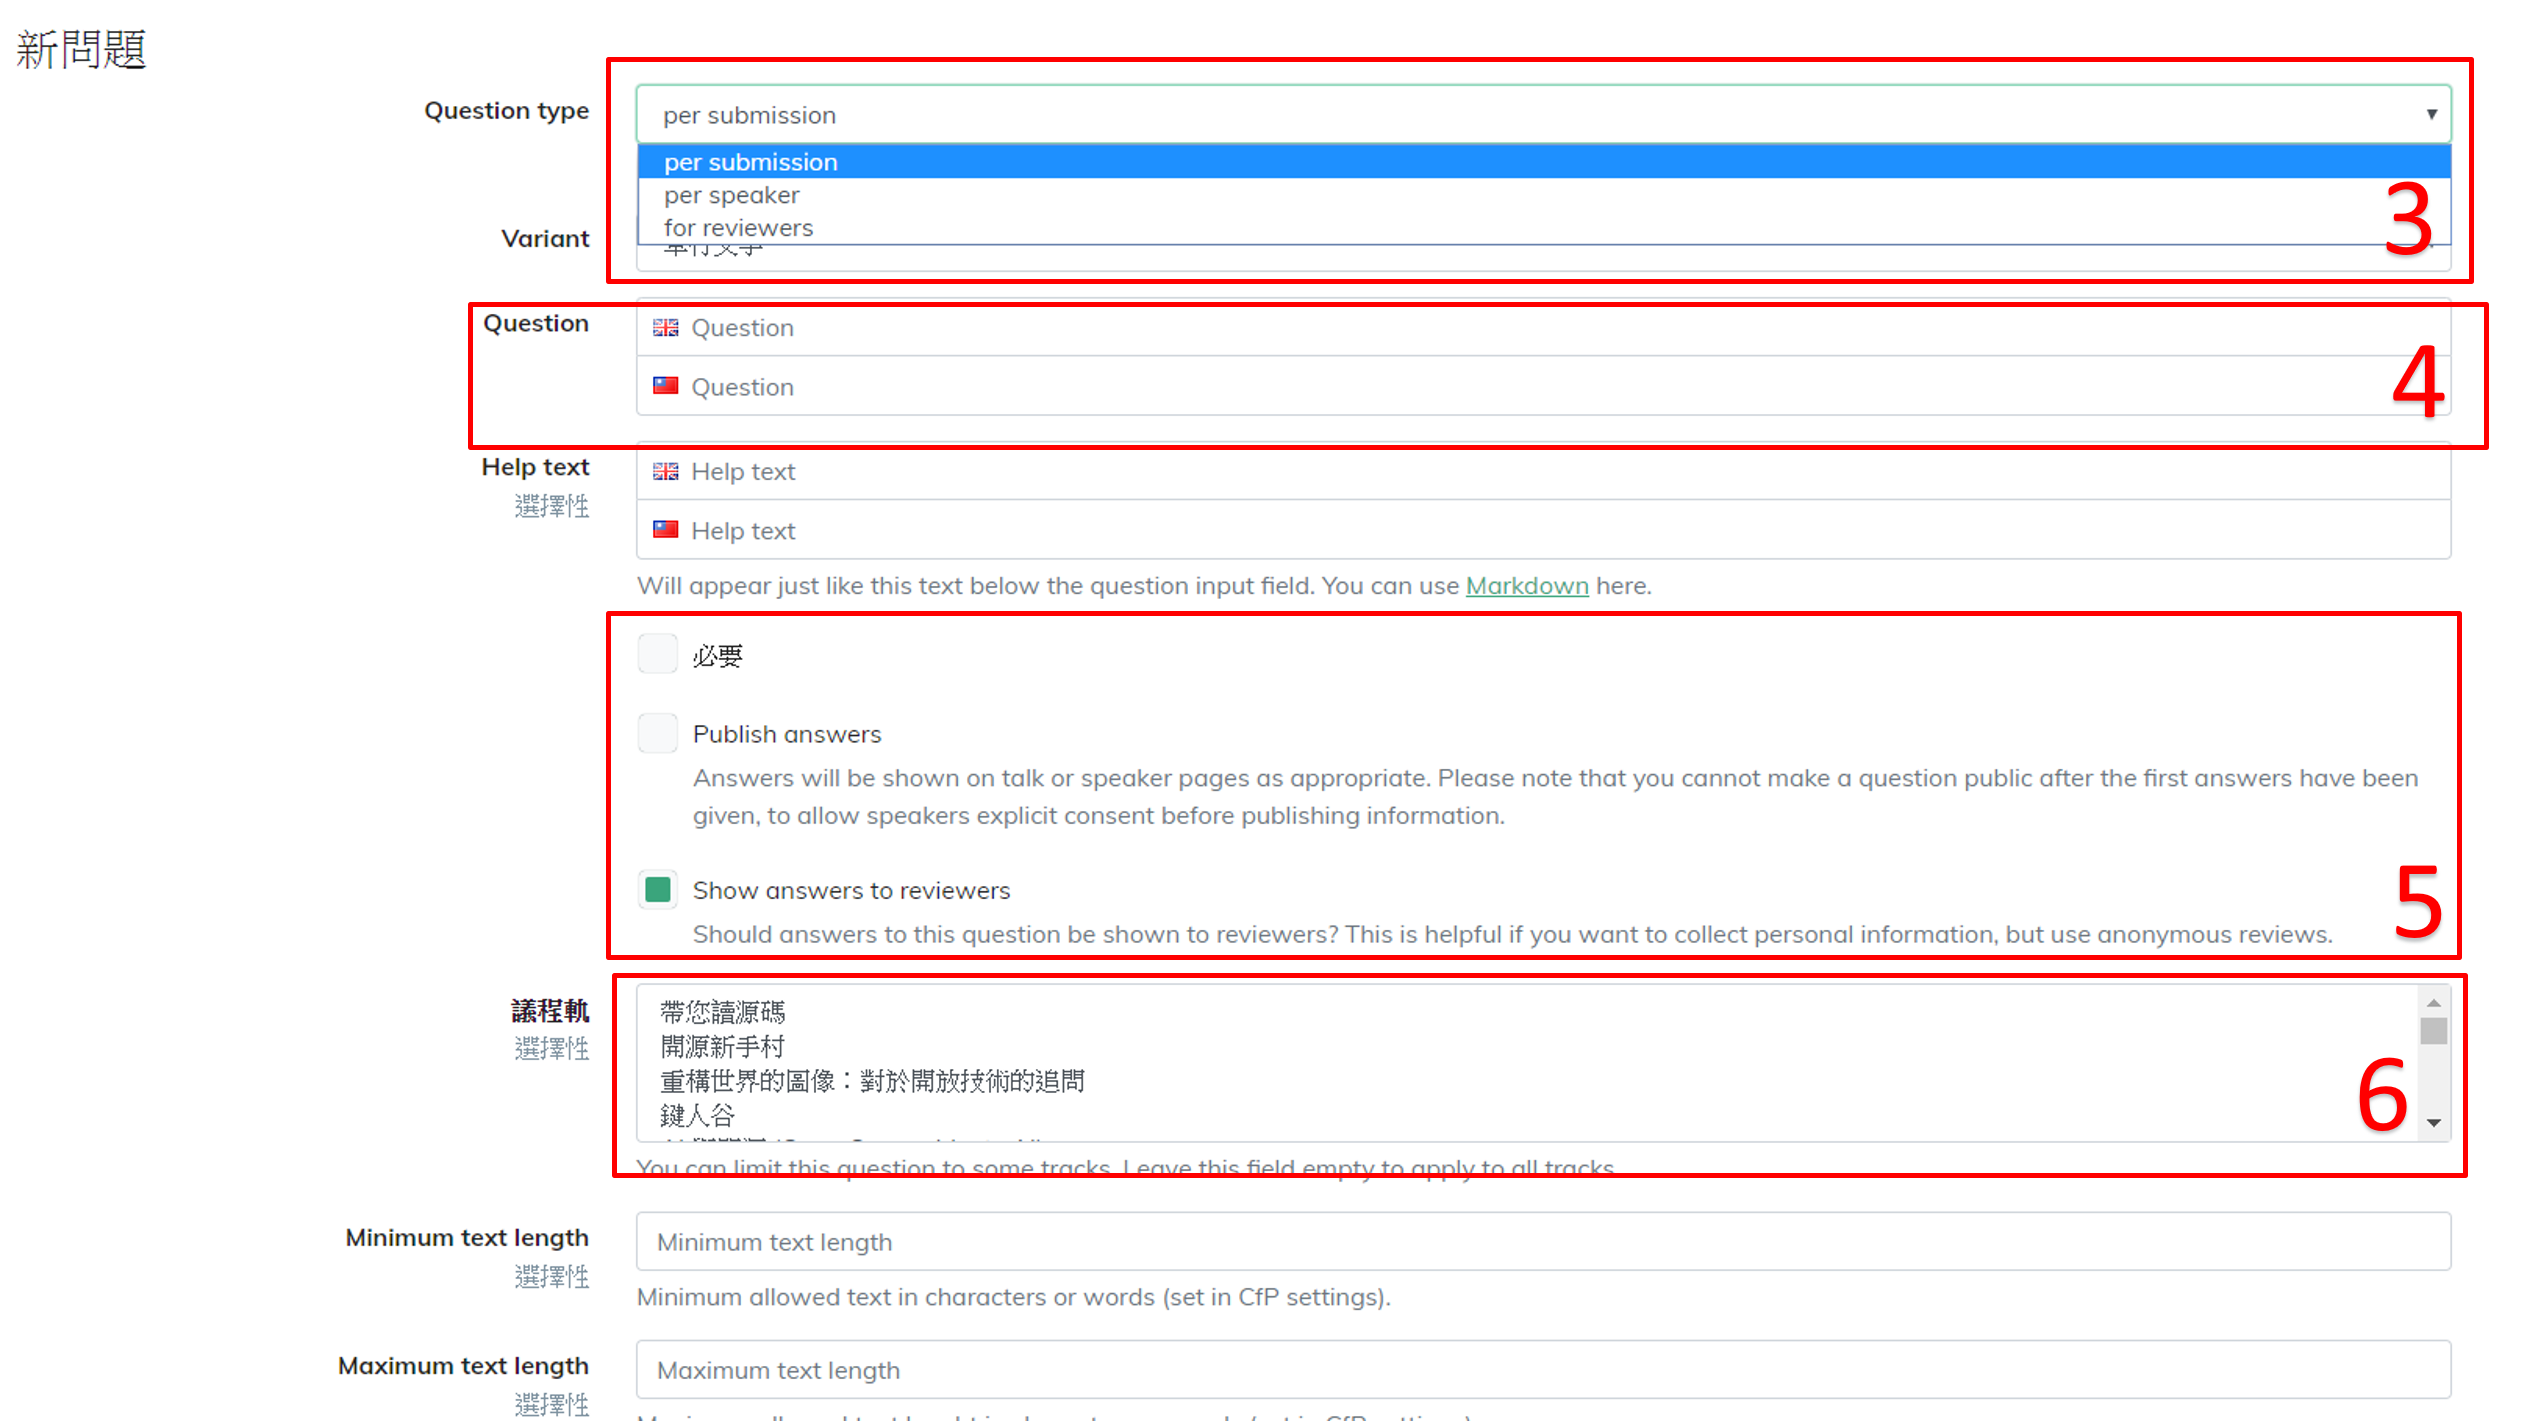 新問題
Question type
per submission
per submission
per speaker
for reviewers
3
Variant
單行文字
Question
Question
Question
4
Help text
選擇性
Help text
Help text
Will appear just like this text below the question input field. You can use Markdown here.
必要
Publish answers
Answers will be shown on talk or speaker pages as appropriate. Please note that you cannot make a question public after the first answers have been
given, to allow speakers explicit consent before publishing information.
Show answers to reviewers
Should answers to this question be shown to reviewers? This is helpful if you want to collect personal information, but use anonymous reviews.
5
議程軌
選擇性
帶您讀源碼
開源新手村
重構世界的圖像：對於開放技術的追問
鍵人谷
6
You can limit this question to some tracks. Leave this field empty to apply to all tracks.
Minimum text length
選擇性
Minimum text length
Minimum allowed text in characters or words (set in CfP settings).
Maximum text length
選擇性
Maximum text length